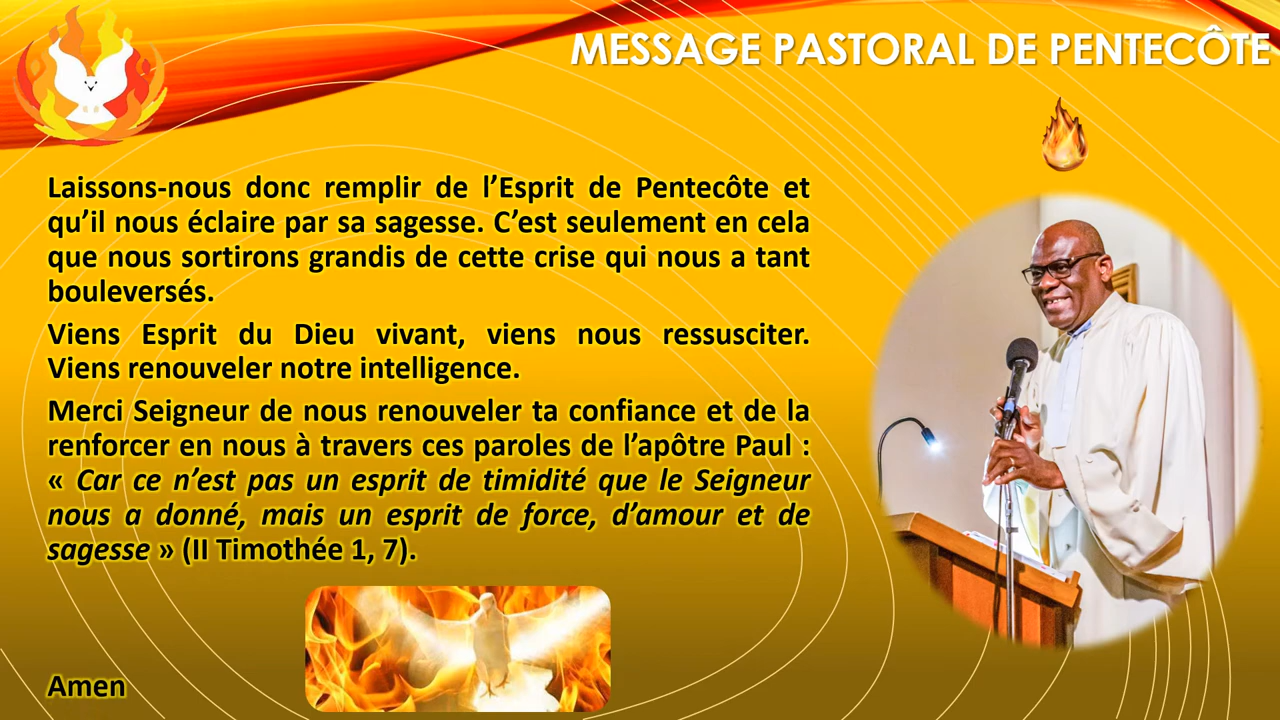 MESSAGE PASTORAL DE PENTECÔTE
Laissons-nous donc remplir de l’Esprit de Pentecôte et
qu’il nous éclaire par sa sagesse. C’est seulement en cela
que nous sortirons grandis de cette crise qui nous a tant
bouleversés.
Viens Esprit du Dieu vivant, viens nous ressusciter.
Viens renouveler notre intelligence.
Merci Seigneur de nous renouveler ta confiance et de la
renforcer en nous à travers ces paroles de l’apôtre Paul :
« Car ce n’est pas un esprit de timidité que le Seigneur
nous a donné, mais un esprit de force, d’amour et de
sagesse » (II Timothée 1, 7).
Amen